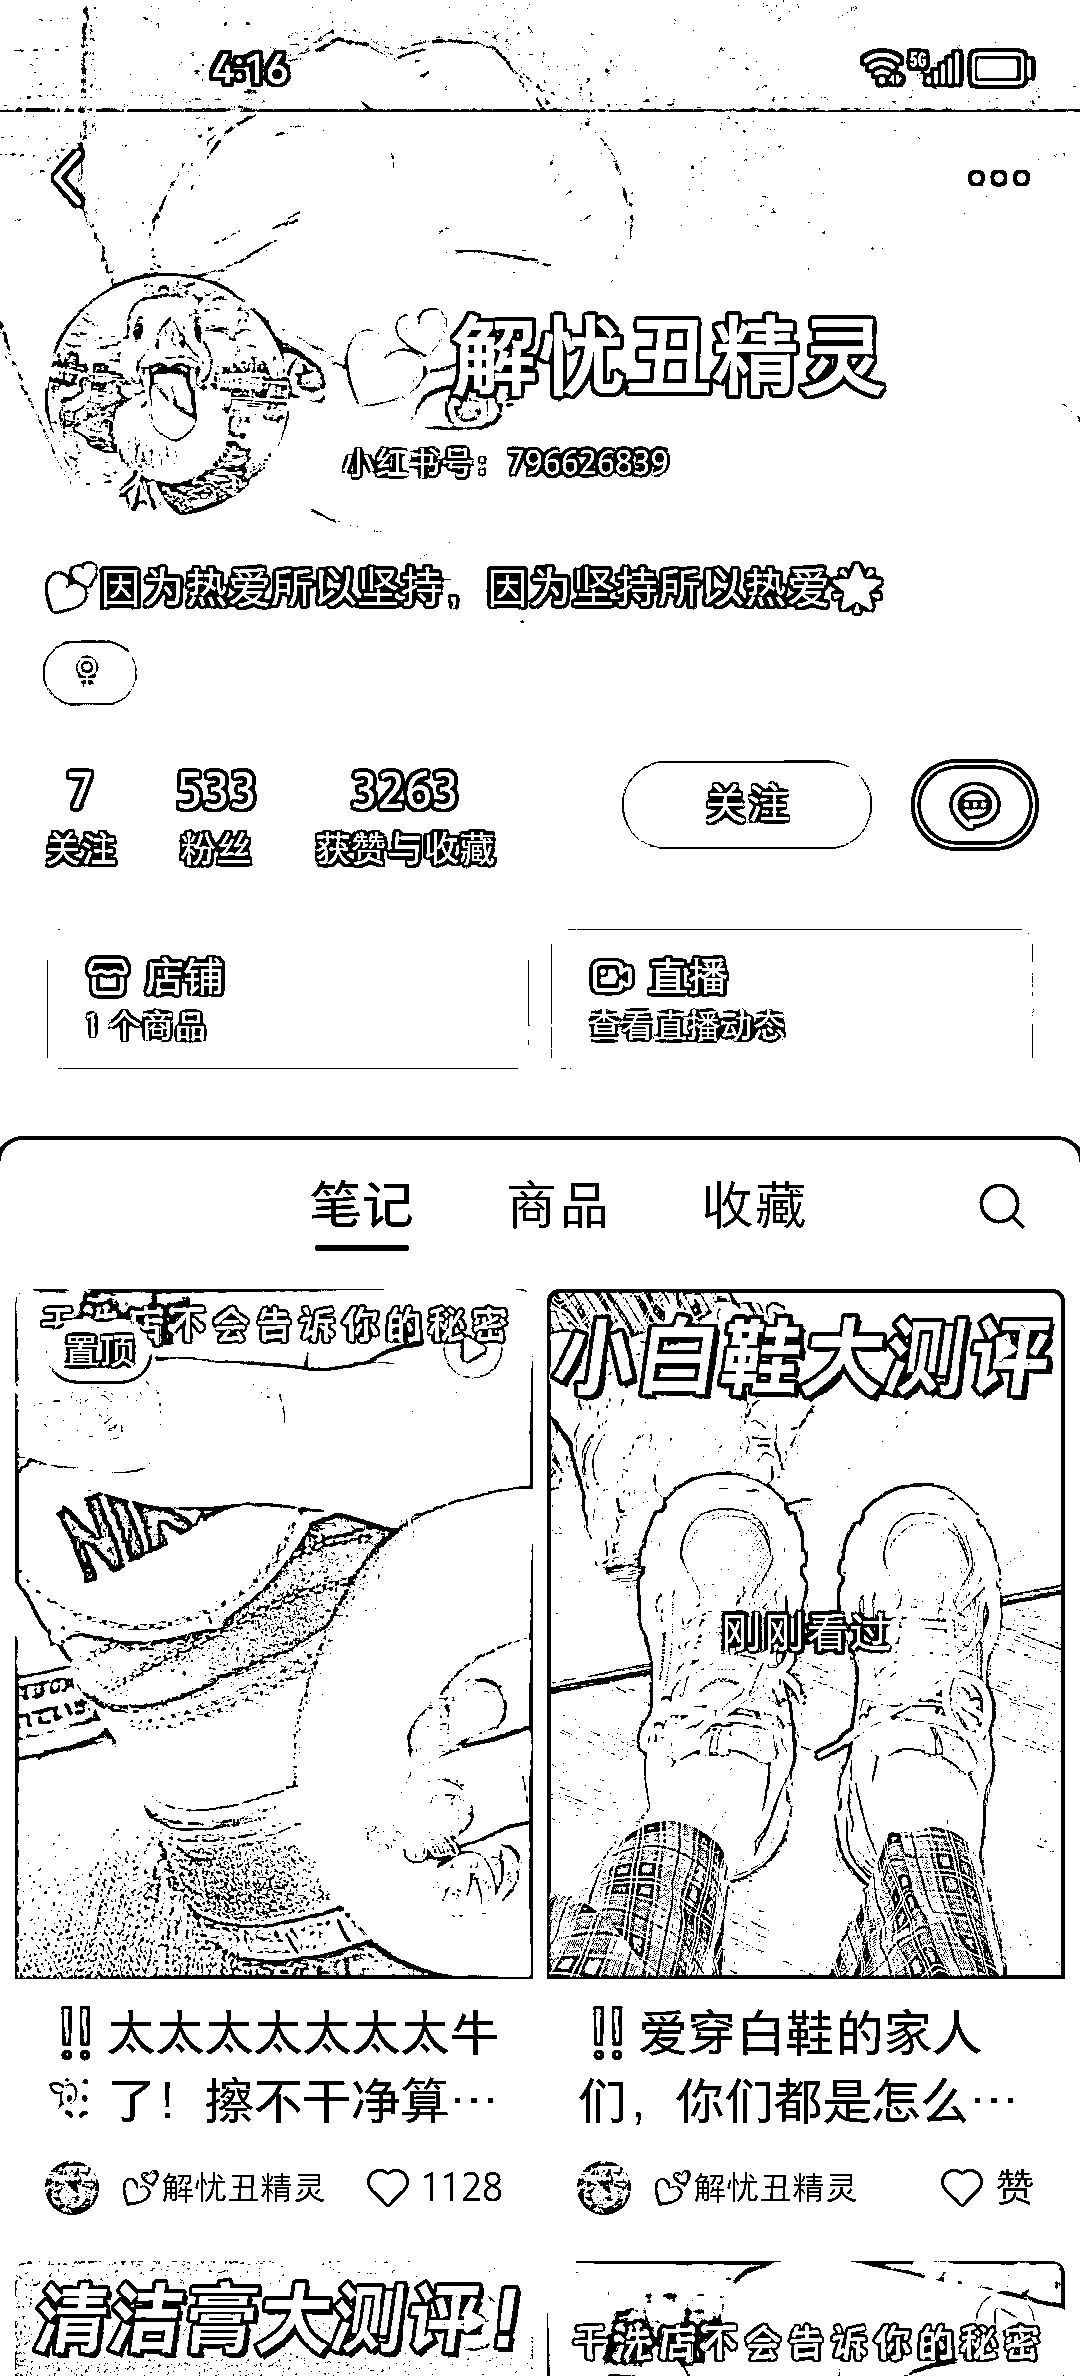 4:16
5G
💕解忧丑精灵
小红书号：796626839
💕因为热爱所以坚持，因为坚持所以热爱
7 533 3263
关注 粉丝 获赞与收藏
关注
店铺
1 个商品
直播
查看直播动态
笔记 商品 收藏
店不会告诉你的秘密
置顶
小白鞋大测评
NIK
刚刚看过
‼️太太太太太太太牛
了！擦不干净算…
💕解忧丑精灵 1128
‼️爱穿白鞋的家人
们，你们都是怎么…
💕解忧丑精灵 赞
清洁膏大测评！
干洗店不会告诉你的秘密